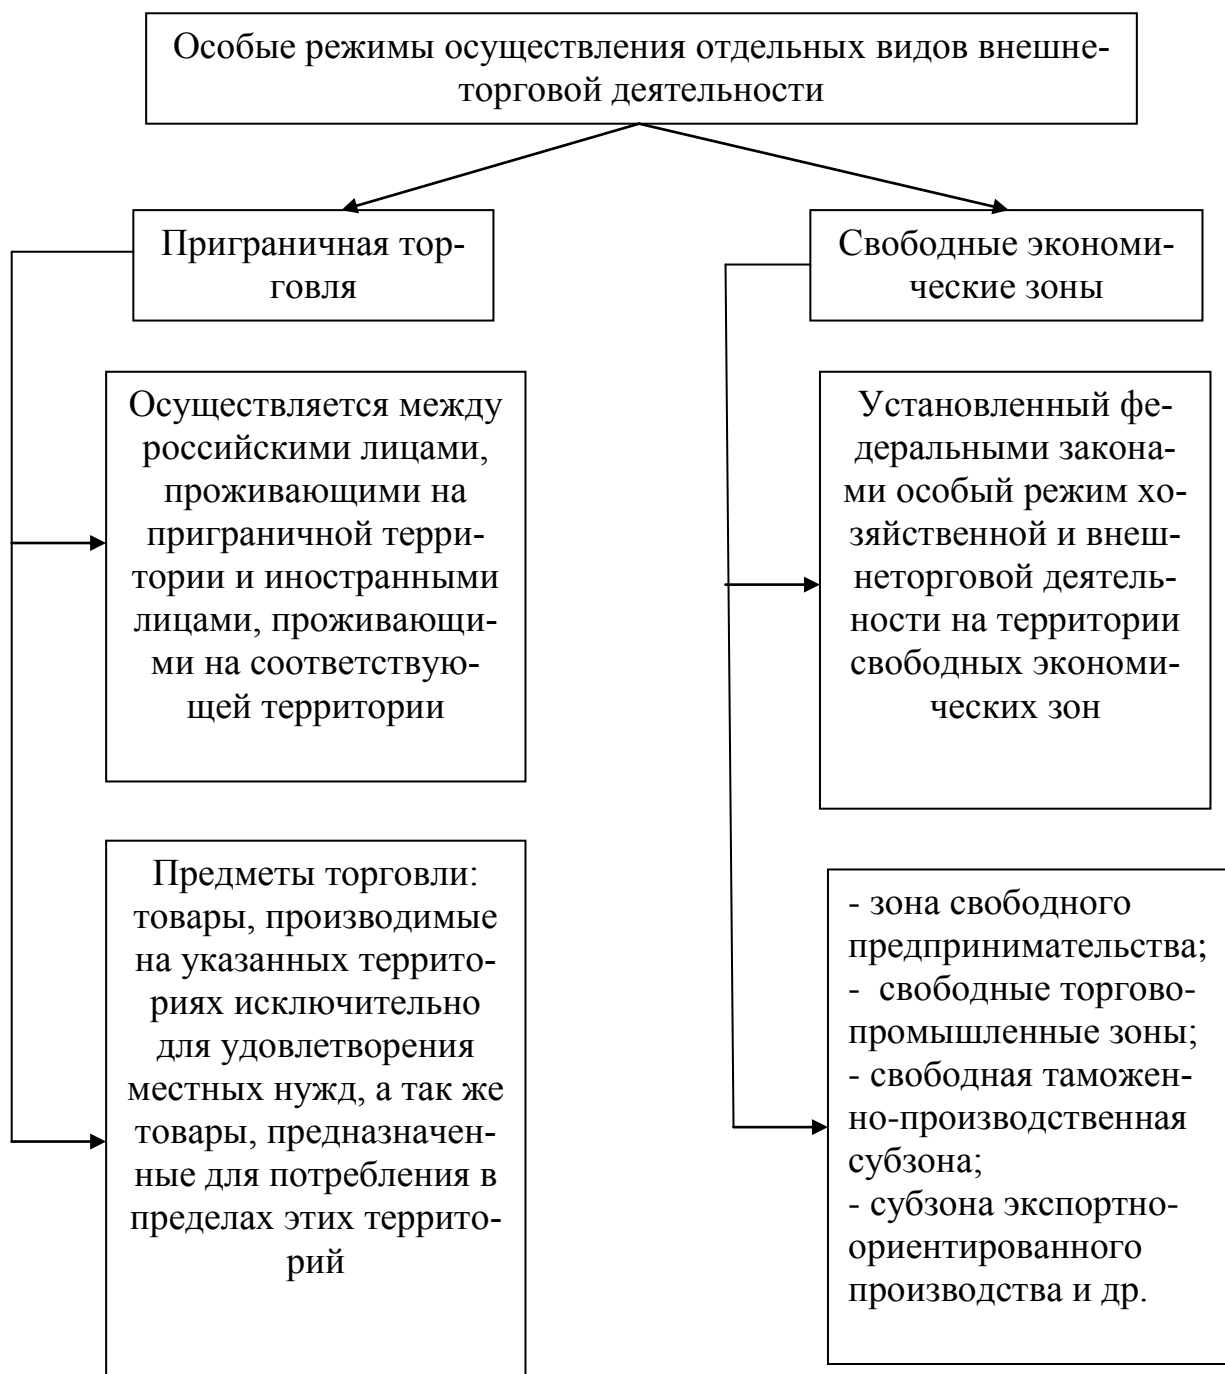 Особые режимы осуществления отдельных видов внешне-
торговой деятельности
Приграничная тор-
говля
Осуществляется между
российскими лицами,
проживающими на
приграничной терри-
тории и иностранными
лицами, проживающи-
ми на соответствую-
щей территории
Предметы торговли:
товары, производимые
на указанных террито-
риях исключительно
для удовлетворения
местных нужд, а так же
товары, предназначен-
ные для потребления в
пределах этих террито-
рий
Свободные экономи-
ческие зоны
Установленный фе-
деральными закона-
ми особый режим хо-
зяйственной и внеш-
неторговой деятель-
ности на территории
свободных экономи-
ческих зон
- зона свободного
предпринимательства;
- свободные торгово-
промышленные зоны;
- свободная таможен-
но-производственная
субзона;
- субзона экспортно-
ориентированного
производства и др.